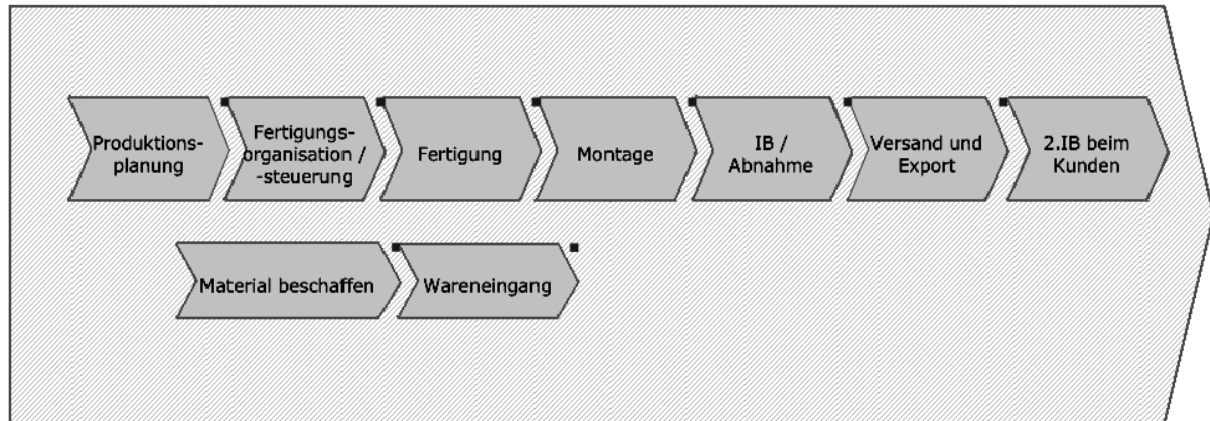 Produktions-
planung
Fertigungs-
organisation /
-steuerung
Fertigung
Montage
IB /
Abnahme
Versand und
Export
2.IB beim
Kunden
Material beschaffen
Wareneingang